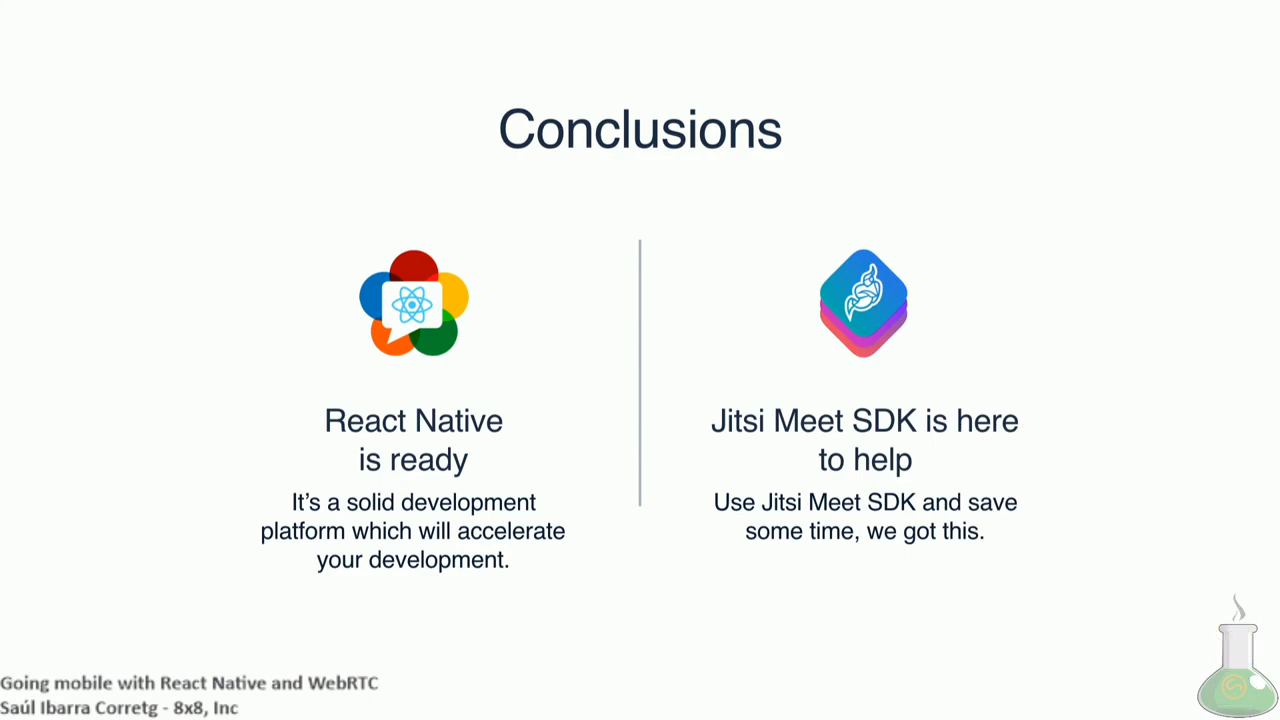 Conclusions
React Native
is ready
It's a solid development
platform which will accelerate
your development.
Jitsi Meet SDK is here
to help
Use Jitsi Meet SDK and save
some time, we got this.
Going mobile with React Native and WebRTC
Saúl Ibarra Corretg - 8x8, Inc